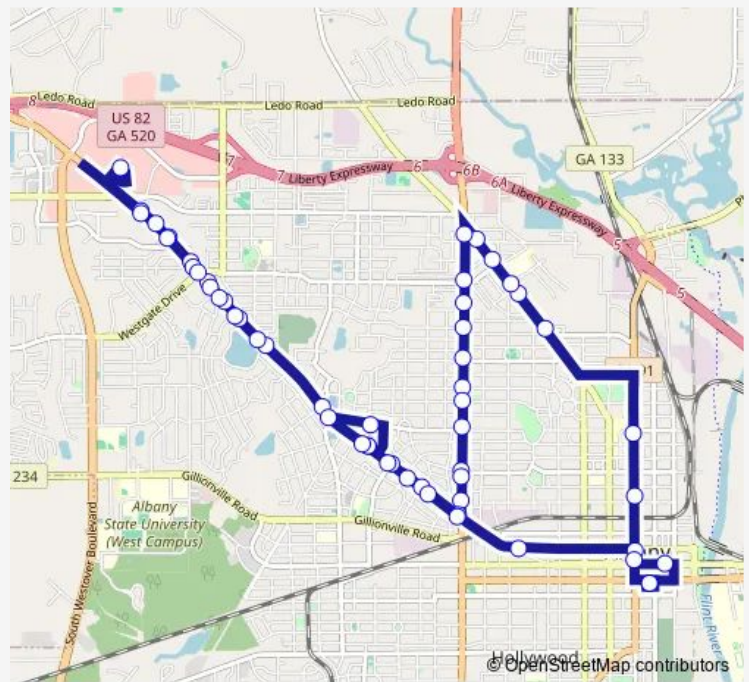 8
Ledo Road
Ledo Road
Ledo Road
US 82
GA 520
7
7
Liberty Expressway
6
6B
6A
Liberty Expressway
GA 133
5
5
Westgate Drive
234
Gillionville Road
Gillionville Road
Albany
State University
(West Campus)
South Westover Boulevard
Flint River
Hollywood
© OpenStreetMap contributors